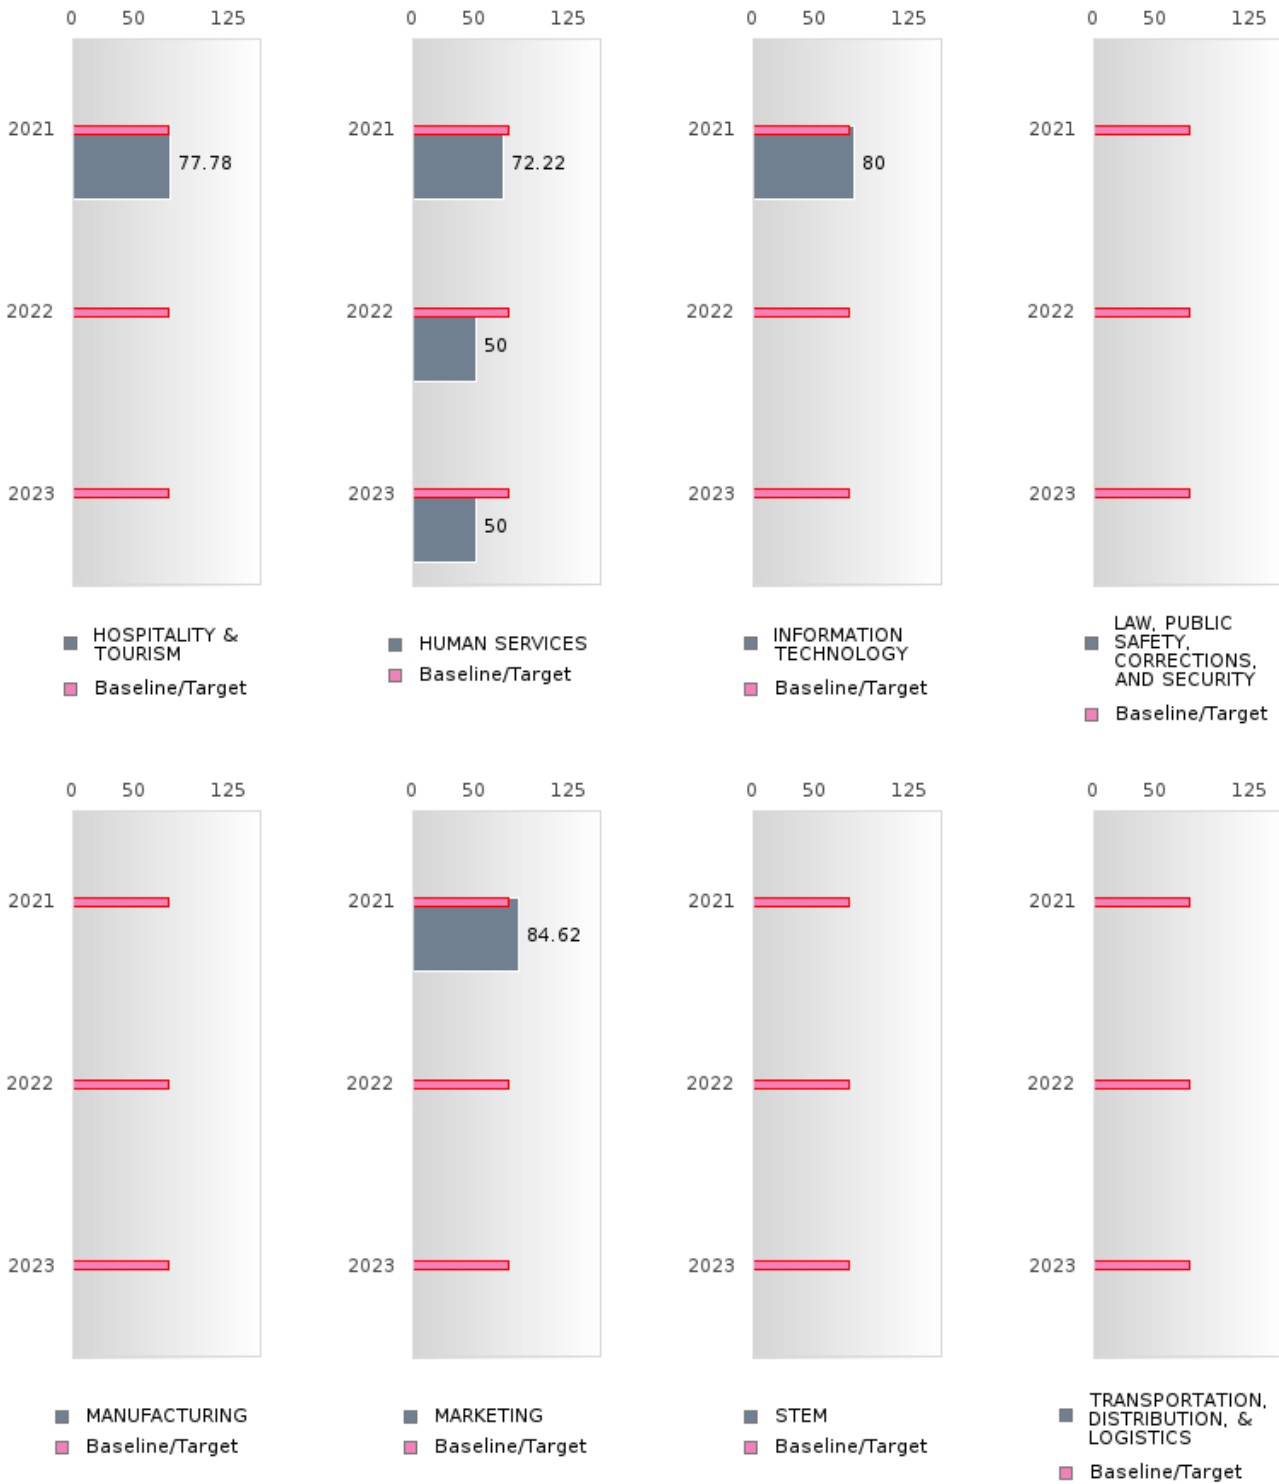 0 50 125 0 50 125 0 50 125 0 50 125
2021 2021 2021 2021
77.78 72.22 80
2022 2022 2022 2022
50
2023 2023 2023 2023
50
HOSPITALITY &
TOURISM
Baseline/Target
HUMAN SERVICES
Baseline/Target
INFORMATION
TECHNOLOGY
Baseline/Target
LAW, PUBLIC
SAFETY,
CORRECTIONS,
AND SECURITY
Baseline/Target
0 50 125 0 50 125 0 50 125 0 50 125
2021 2021 2021 2021
84.62
2022 2022 2022 2022
2023 2023 2023 2023
MANUFACTURING
Baseline/Target
MARKETING
Baseline/Target
STEM
Baseline/Target
TRANSPORTATION,
DISTRIBUTION, &
LOGISTICS
Baseline/Target